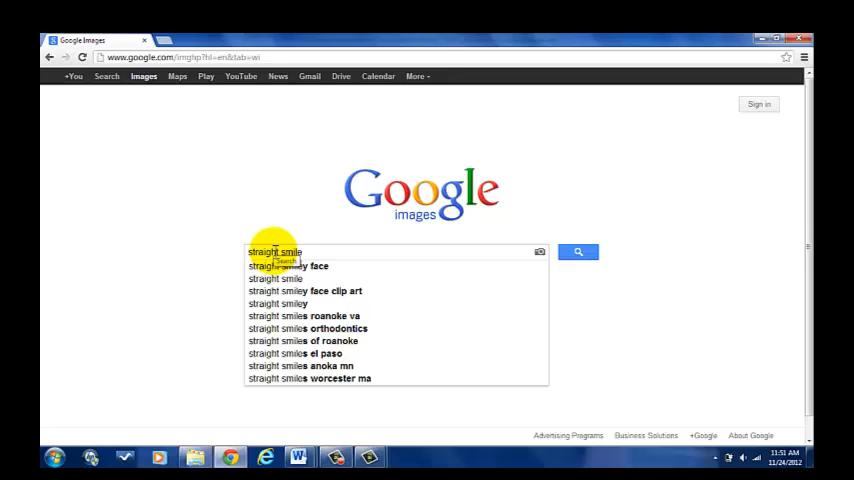 Google Images
www.google.com/imghp?hl=en&tab=wi
+You Search Images Maps Play YouTube News Gmail Drive Calendar More
Sign in
Google
images
straight smile
Search
straight smiley face
straight smile
straight smiley face clip art
straight smiley
straight smiles roanoke va
straight smiles orthodontics
straight smiles of roanoke
straight smiles el paso
straight smiles anoka mn
straight smiles worcester ma
Advertising Programs Business Solutions +Google About Google
11:51 AM
11/24/2012